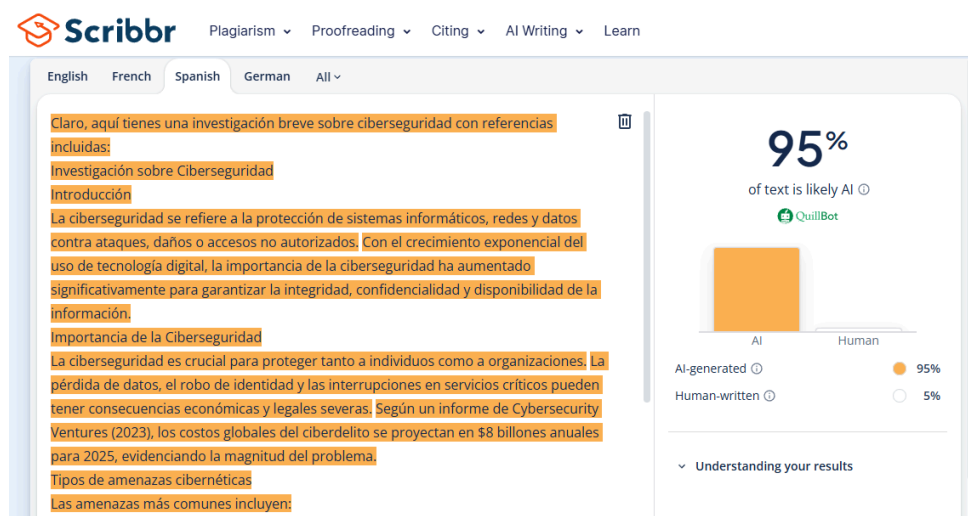 Scribbr
Plagiarism Proofreading Citing AI Writing Learn
English French Spanish German All
Claro, aquí tienes una investigación breve sobre ciberseguridad con referencias
incluidas:
Investigación sobre Ciberseguridad
Introducción
La ciberseguridad se refiere a la protección de sistemas informáticos, redes y datos
contra ataques, daños o accesos no autorizados. Con el crecimiento exponencial del
uso de tecnología digital, la importancia de la ciberseguridad ha aumentado
significativamente para garantizar la integridad, confidencialidad y disponibilidad de la
información.
Importancia de la Ciberseguridad
La ciberseguridad es crucial para proteger tanto a individuos como a organizaciones. La
pérdida de datos, el robo de identidad y las interrupciones en servicios críticos pueden
tener consecuencias económicas y legales severas. Según un informe de Cybersecurity
Ventures (2023), los costos globales del ciberdelito se proyectan en $8 billones anuales
para 2025, evidenciando la magnitud del problema.
Tipos de amenazas cibernéticas
Las amenazas más comunes incluyen:
95%
of text is likely AI
QuillBot
AI Human
AI-generated 95%
Human-written 5%
Understanding your results